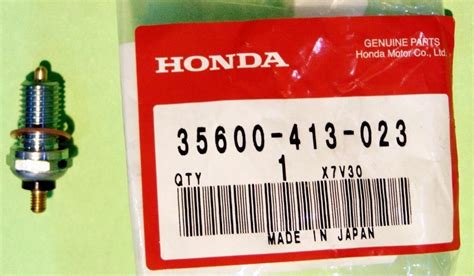 GENUINE PARTS
Honda Motor Co., Ltd.
HONDA
35600-413-023
QTY 1 X7V30
MADE IN JAPAN